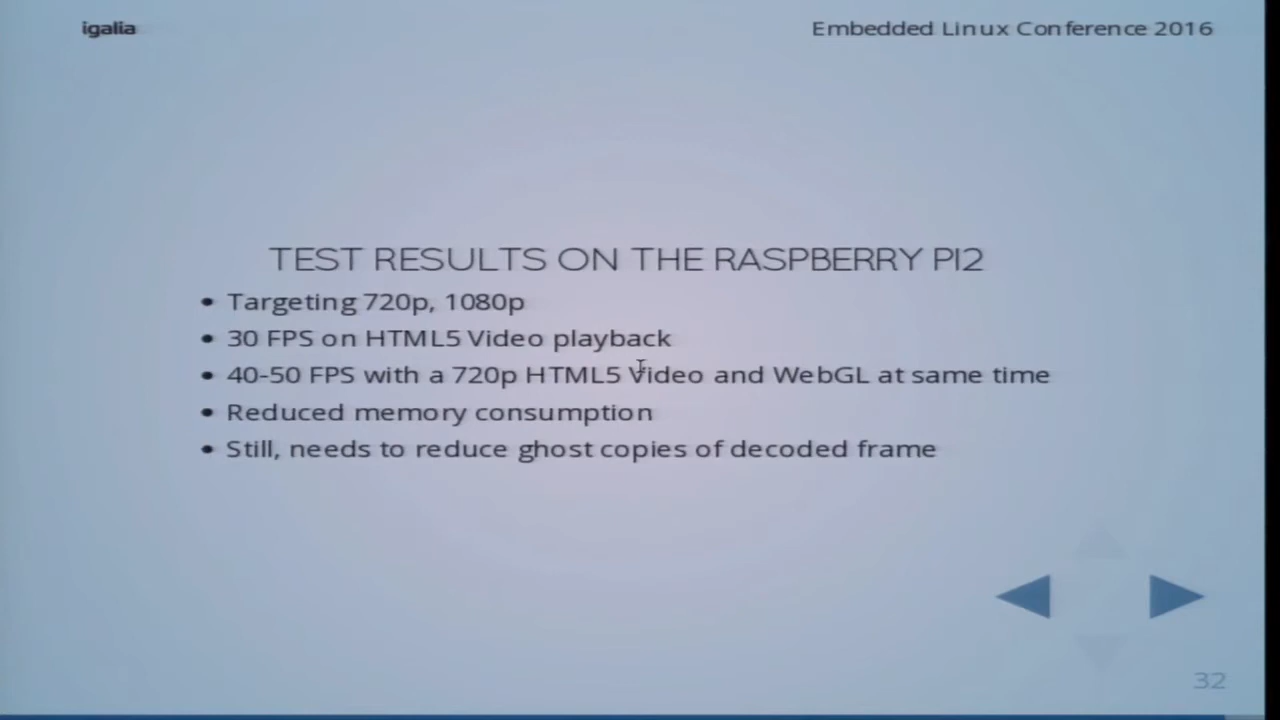 igalia
Embedded Linux Conference 2016
TEST RESULTS ON THE RASPBERRY PI2
• Targeting 720p, 1080p
• 30 FPS on HTML5 Video playback
• 40-50 FPS with a 720p HTML5 Video and WebGL at same time
• Reduced memory consumption
• Still, needs to reduce ghost copies of decoded frame
32